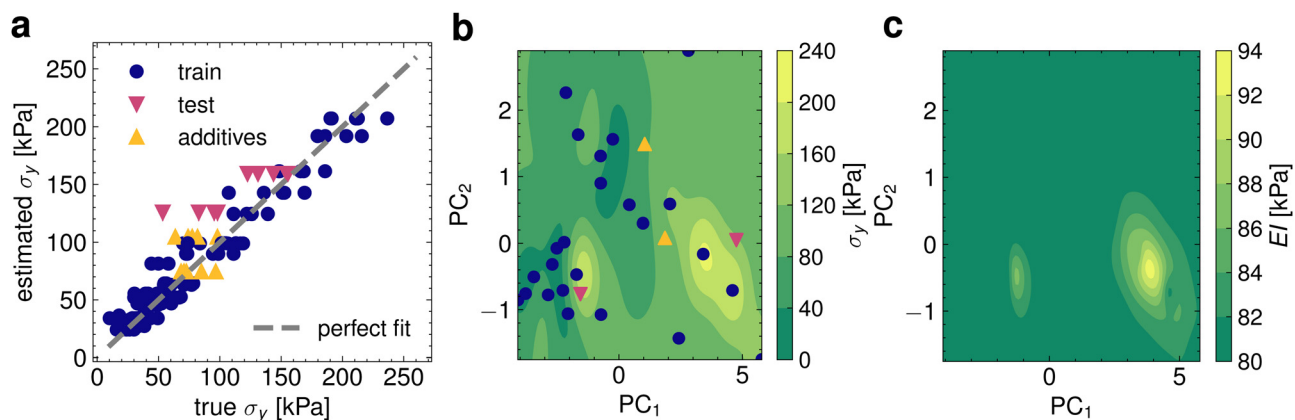 a
250
200
150
100
50
0
estimated σy [kPa]
train
test
additives
perfect fit
0 50 100 150 200 250
true σy [kPa]
b
2
1
0
−1
PC2
0 5
PC1
240
200
160
120
80
40
0
σy [kPa]
c
2
1
0
−1
PC2
0 5
PC1
94
92
90
88
86
84
82
80
EI [kPa]